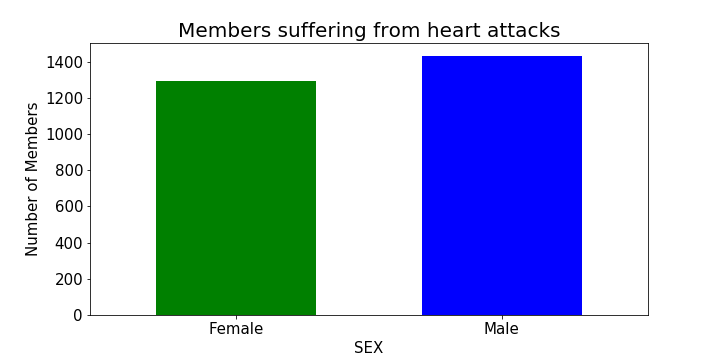 Members suffering from heart attacks
Number of Members
1400
1200
1000
800
600
400
200
0
Female
Male
SEX